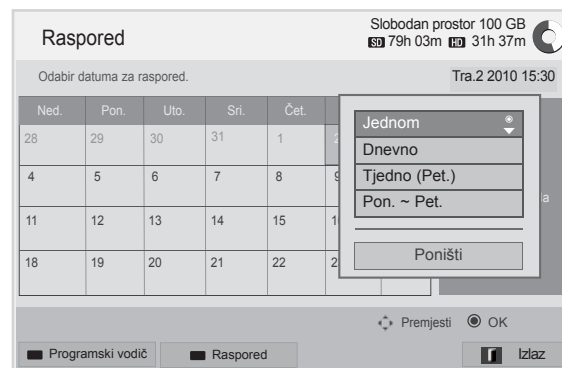 Raspored
Slobodan prostor 100 GB
SD 79h 03m HD 31h 37m
Odabir datuma za raspored.
Tra.2 2010 15:30
Ned. Pon. Uto. Sri. Čet.
28 29 30 31 1 2
4 5 6 7 8 9
11 12 13 14 15
18 19 20 21 22
Jednom
Dnevno
Tjedno (Pet.)
Pon. ~ Pet.
Poništi
Premjesti OK
Programski vodič Raspored Izlaz